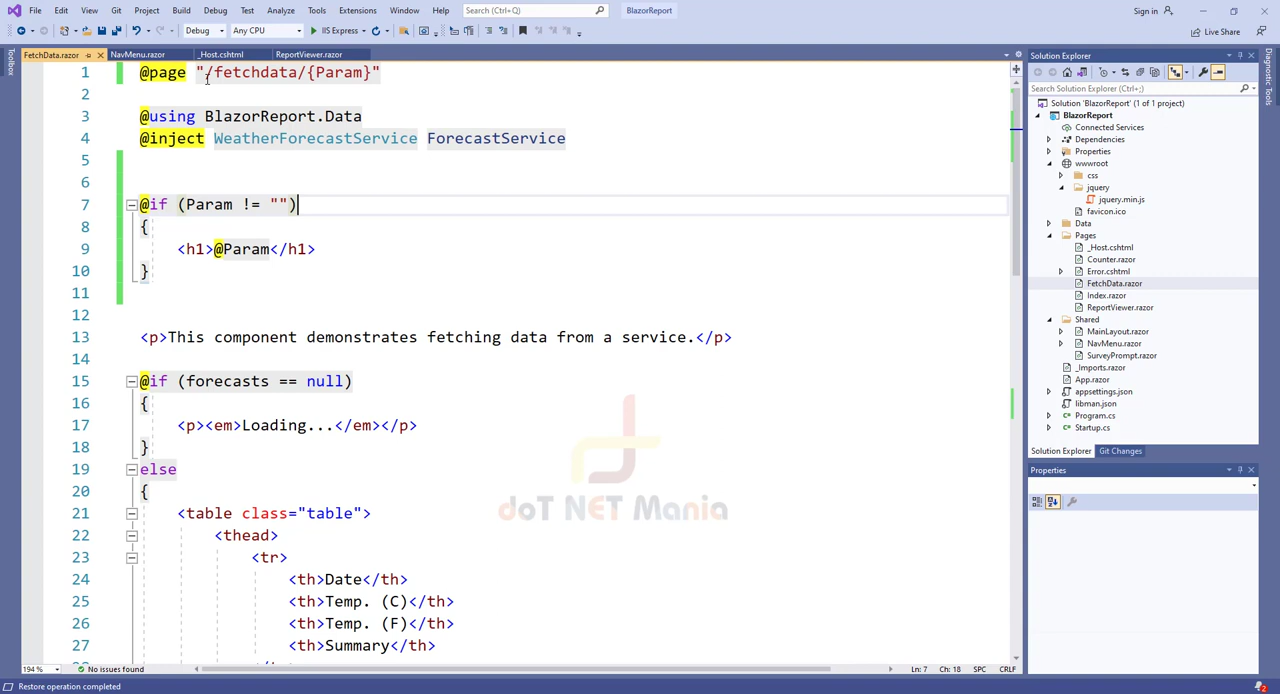 File Edit View Git Project Build Debug Test Analyze Tools Extensions Window Help Search (Ctrl+Q) BlazorReport Sign in
Debug Any CPU IIS Express Live Share
Toolbox
FetchData.razor NavMenu.razor _Host.cshtml ReportViewer.razor
1 @page "/fetchdata/{Param}"
2
3 @using BlazorReport.Data
4 @inject WeatherForecastService ForecastService
5
6
7 @if (Param != "")
8 {
9 <h1>@Param</h1>
10 }
11
12
13 <p>This component demonstrates fetching data from a service.</p>
14
15 @if (forecasts == null)
16 {
17 <p><em>Loading...</em></p>
18 }
19 else
20 {
21 <table class="table">
22 <thead>
23 <tr>
24 <th>Date</th>
25 <th>Temp. (C)</th>
26 <th>Temp. (F)</th>
27 <th>Summary</th>
doT NET Mania
194 % No issues found Ln: 7 Ch: 18 SPC CRLF
Restore operation completed
Solution Explorer
Search Solution Explorer (Ctrl+;)
Solution 'BlazorReport' (1 of 1 project)
BlazorReport
Connected Services
Dependencies
Properties
wwwroot
css
jquery
jquery.min.js
favicon.ico
Data
Pages
_Host.cshtml
Counter.razor
Error.cshtml
FetchData.razor
Index.razor
ReportViewer.razor
Shared
MainLayout.razor
NavMenu.razor
SurveyPrompt.razor
_Imports.razor
App.razor
appsettings.json
libman.json
Program.cs
Startup.cs
Solution Explorer Git Changes
Properties
Diagnostic Tools
2